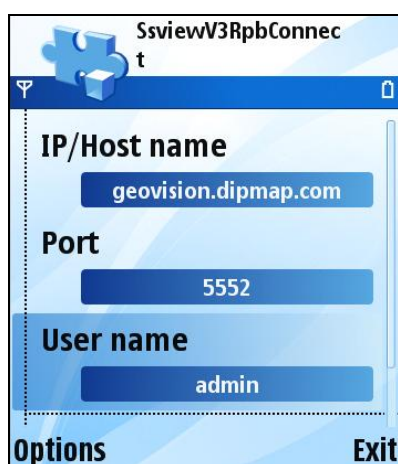 SsviewV3RpbConnec
t
IP/Host name
geovision.dipmap.com
Port
5552
User name
admin
Options
Exit